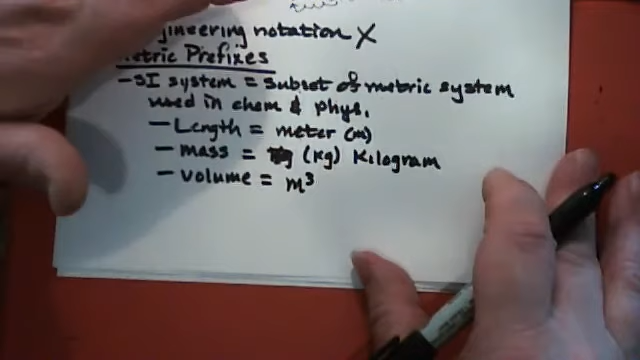 ineering notation X
etric Prefixes
- SI system = Subset of metric system
used in chem & phys.
- Length = meter (m)
- mass = (kg) Kilogram
- volume = m³